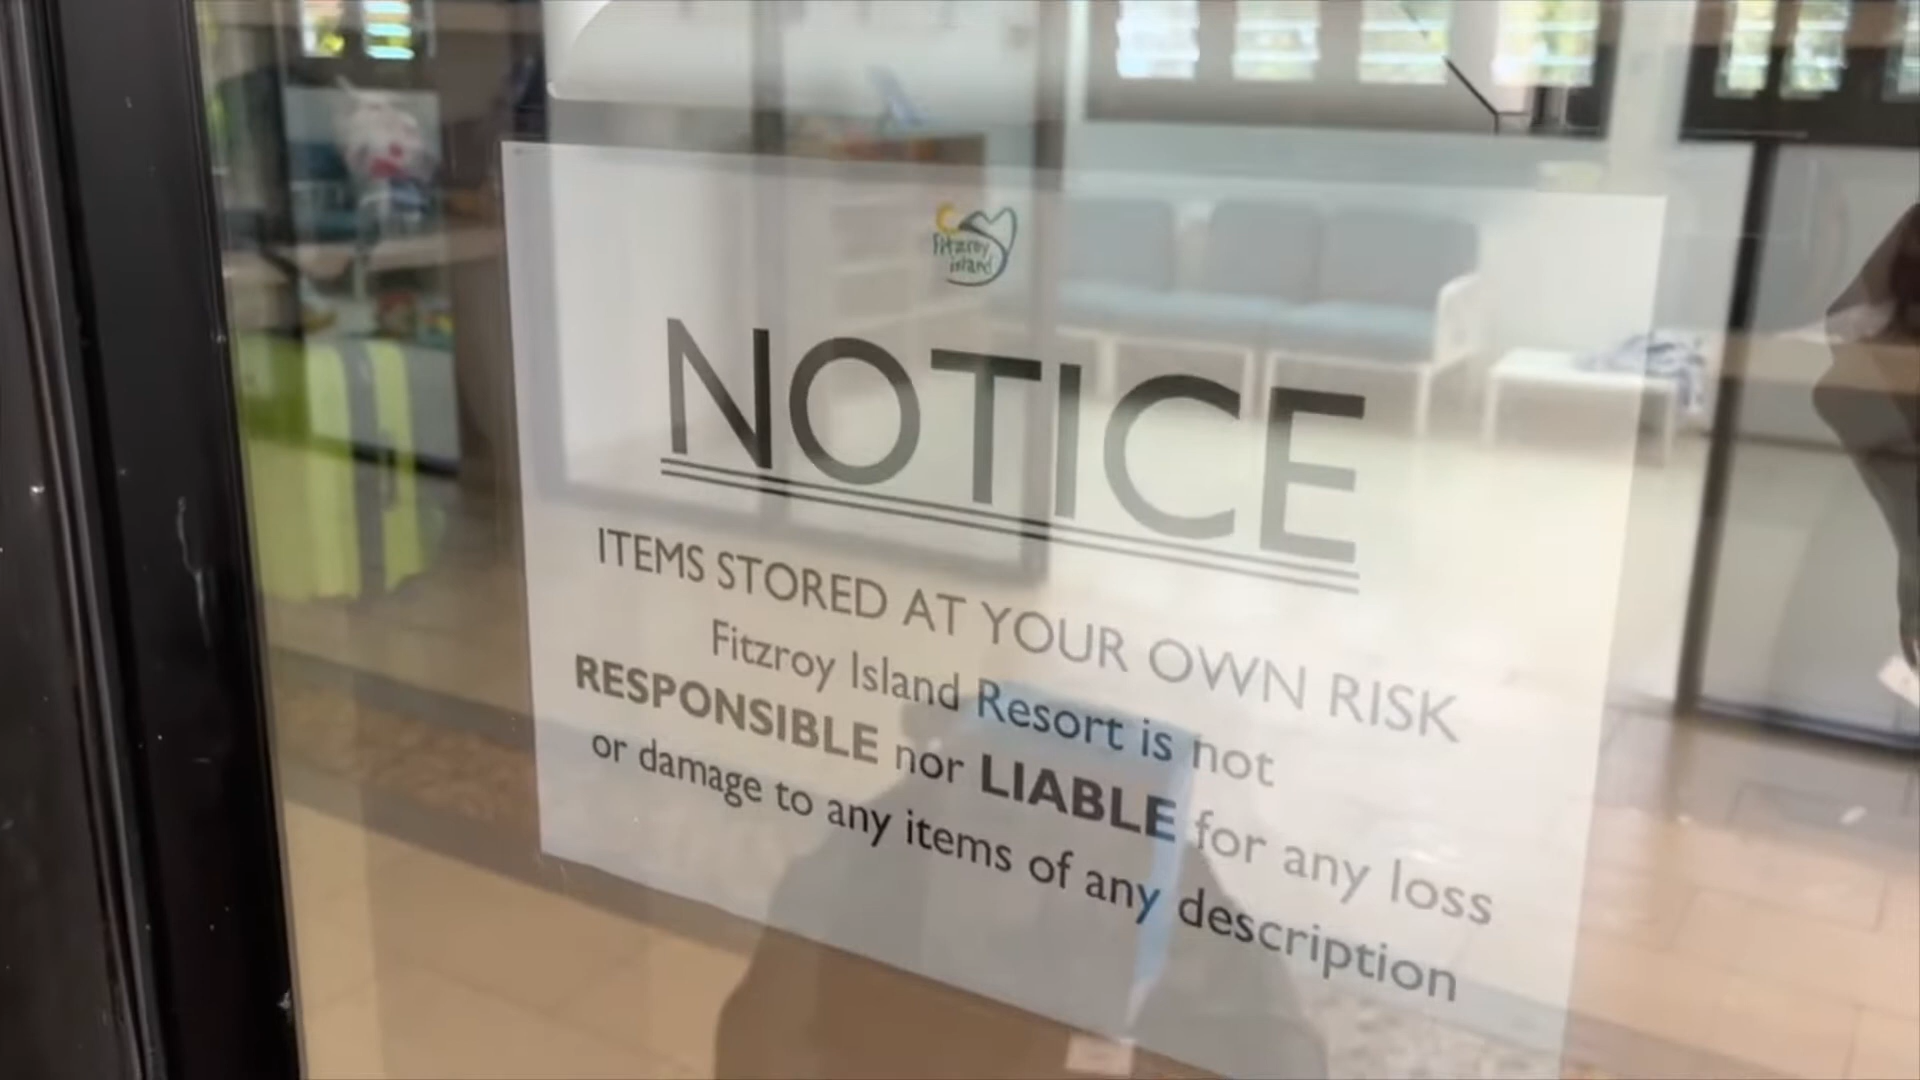 Fitzroy
island
NOTICE
ITEMS STORED AT YOUR OWN RISK
Fitzroy Island Resort is not
RESPONSIBLE nor LIABLE for any loss
or damage to any items of any description